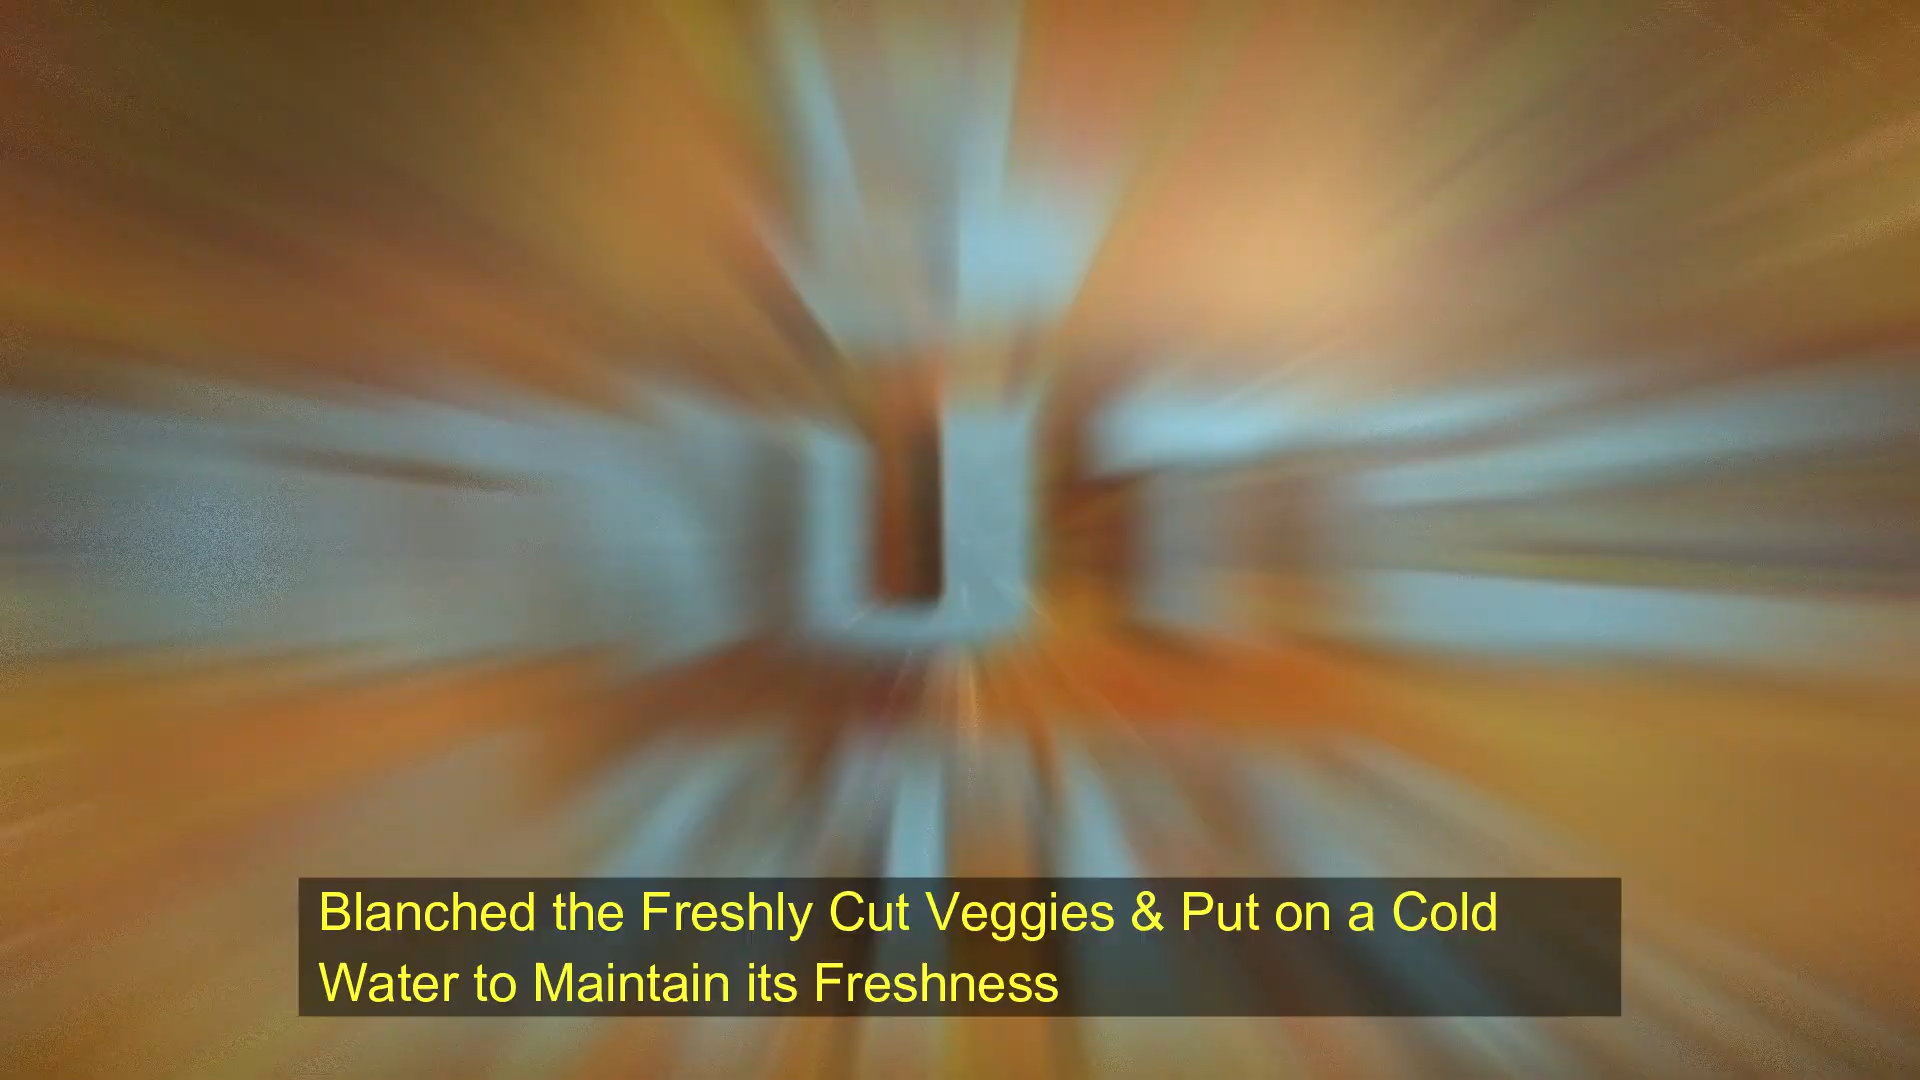 Blanched the Freshly Cut Veggies & Put on a Cold
Water to Maintain its Freshness